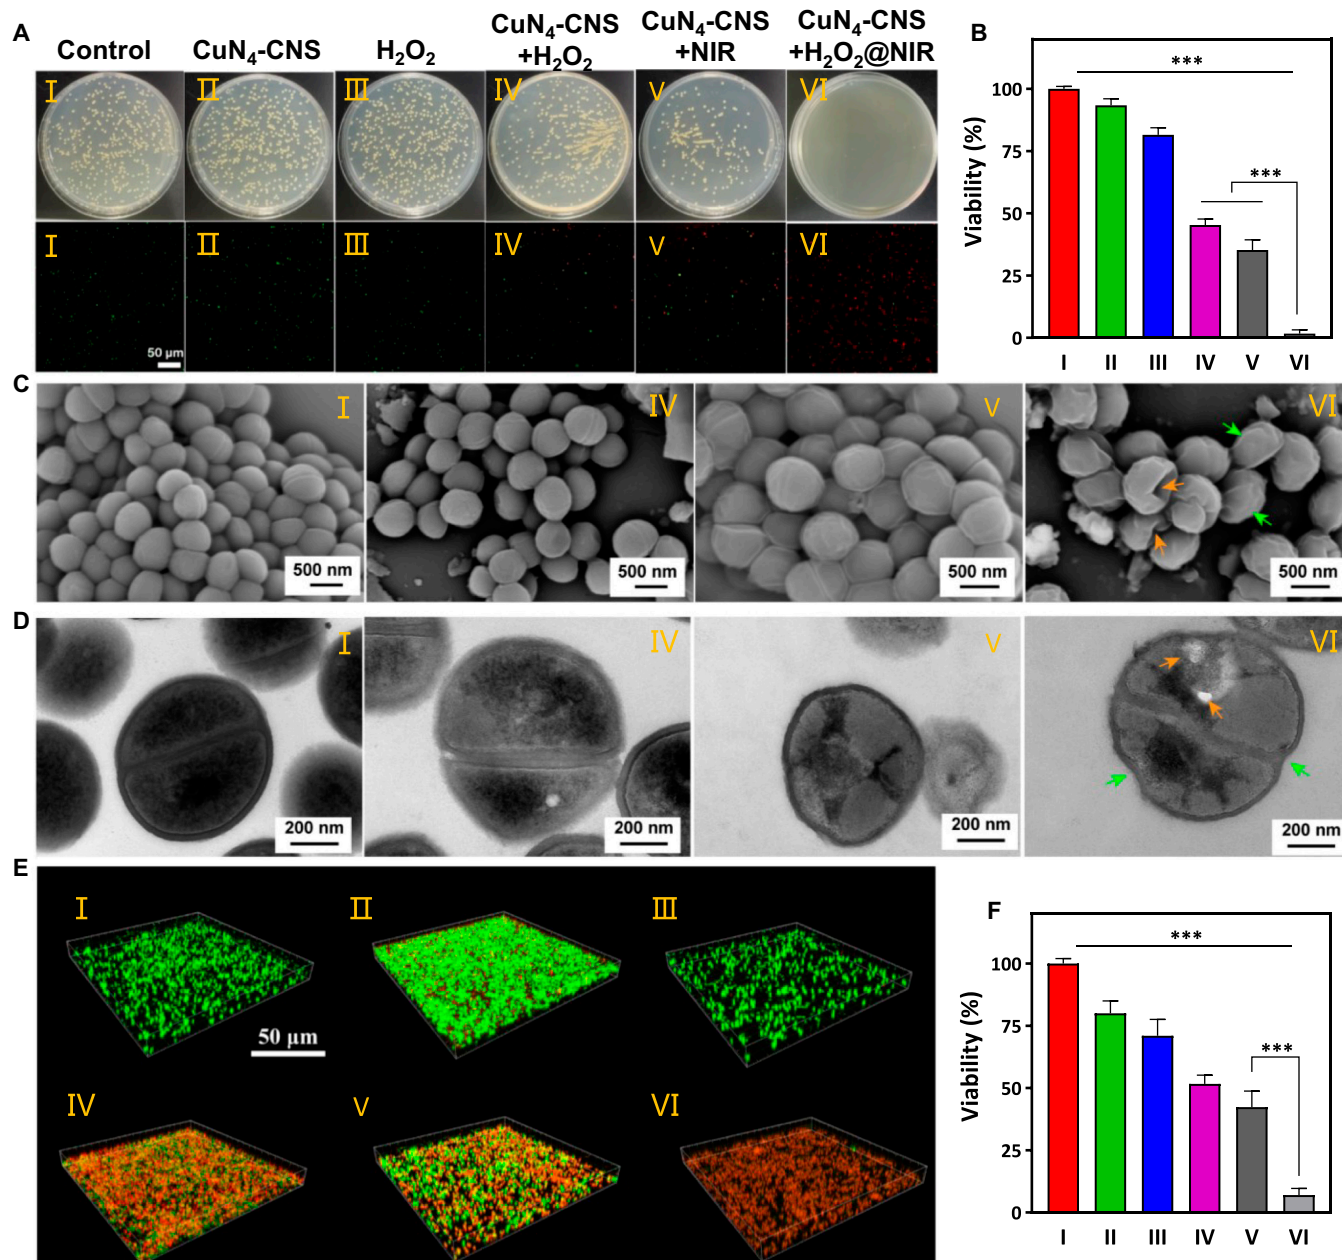 A
Control
CuN₄-CNS
H₂O₂
CuN₄-CNS
+H₂O₂
CuN₄-CNS
+NIR
CuN₄-CNS
+H₂O₂@NIR
I
II
III
IV
V
VI
I
II
III
IV
V
VI
50 µm
B
Viability (%)
100
75
50
25
0
***
***
I
II
III
IV
V
VI
C
I
IV
V
VI
500 nm
500 nm
500 nm
500 nm
D
I
IV
V
VI
200 nm
200 nm
200 nm
200 nm
E
I
II
III
50 µm
IV
V
VI
F
Viability (%)
100
75
50
25
0
***
***
I
II
III
IV
V
VI